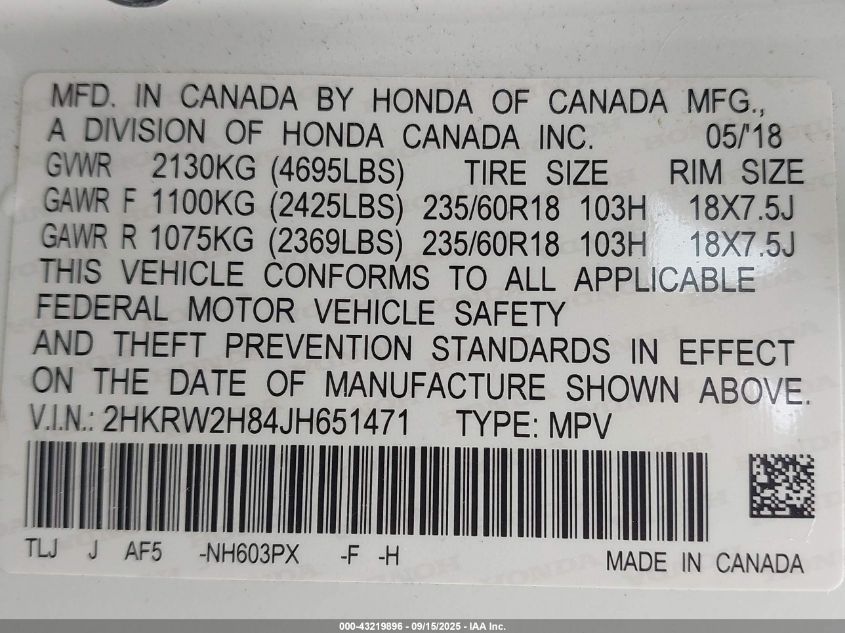 MFD. IN CANADA BY HONDA OF CANADA MFG.,
A DIVISION OF HONDA CANADA INC. 05/'18
GVWR 2130KG (4695LBS) TIRE SIZE RIM SIZE
GAWR F 1100KG (2425LBS) 235/60R18 103H 18X7.5J
GAWR R 1075KG (2369LBS) 235/60R18 103H 18X7.5J
THIS VEHICLE CONFORMS TO ALL APPLICABLE
FEDERAL MOTOR VEHICLE SAFETY
AND THEFT PREVENTION STANDARDS IN EFFECT
ON THE DATE OF MANUFACTURE SHOWN ABOVE.
V.I.N.: 2HKRW2H84JH651471 TYPE: MPV
TLJ J AF5 -NH603PX -F -H MADE IN CANADA
000-43219896 - 09/15/2025 - IAA Inc.